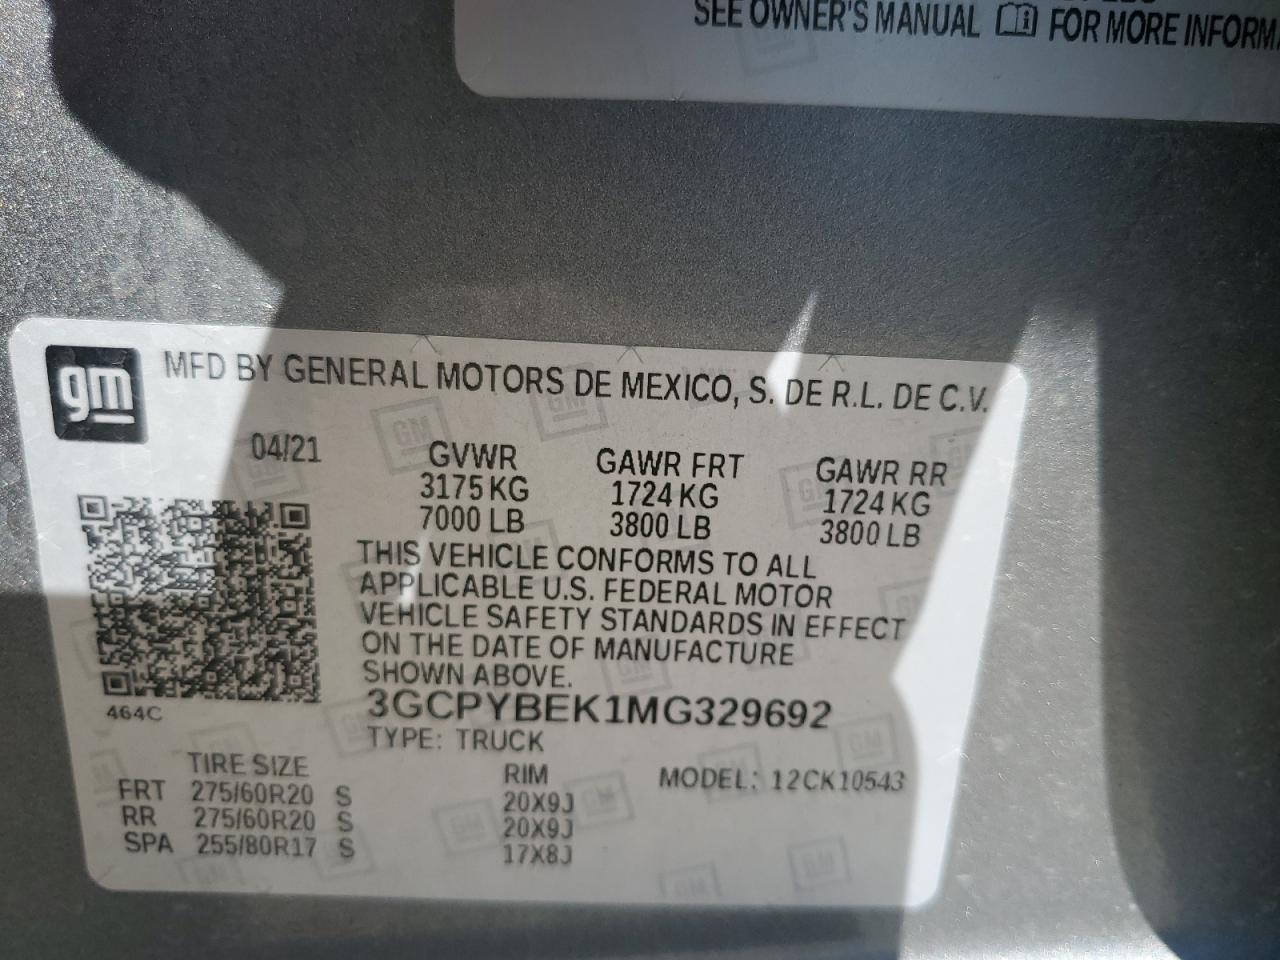 SEE OWNER'S MANUAL FOR MORE
gm
MFD BY GENERAL MOTORS DE MEXICO, S. DE R.L. DE C.V.
04/21 GVWR GAWR FRT GAWR RR
3175 KG 1724 KG 1724 KG
7000 LB 3800 LB 3800 LB
THIS VEHICLE CONFORMS TO ALL
APPLICABLE U.S. FEDERAL MOTOR
VEHICLE SAFETY STANDARDS IN EFFECT
ON THE DATE OF MANUFACTURE
SHOWN ABOVE.
464C
3GCPYBEK1MG329692
TYPE: TRUCK
TIRE SIZE RIM MODEL: 12CK10543
FRT 275/60R20 S 20X9J
RR 275/60R20 S 20X9J
SPA 255/80R17 S 17X8J